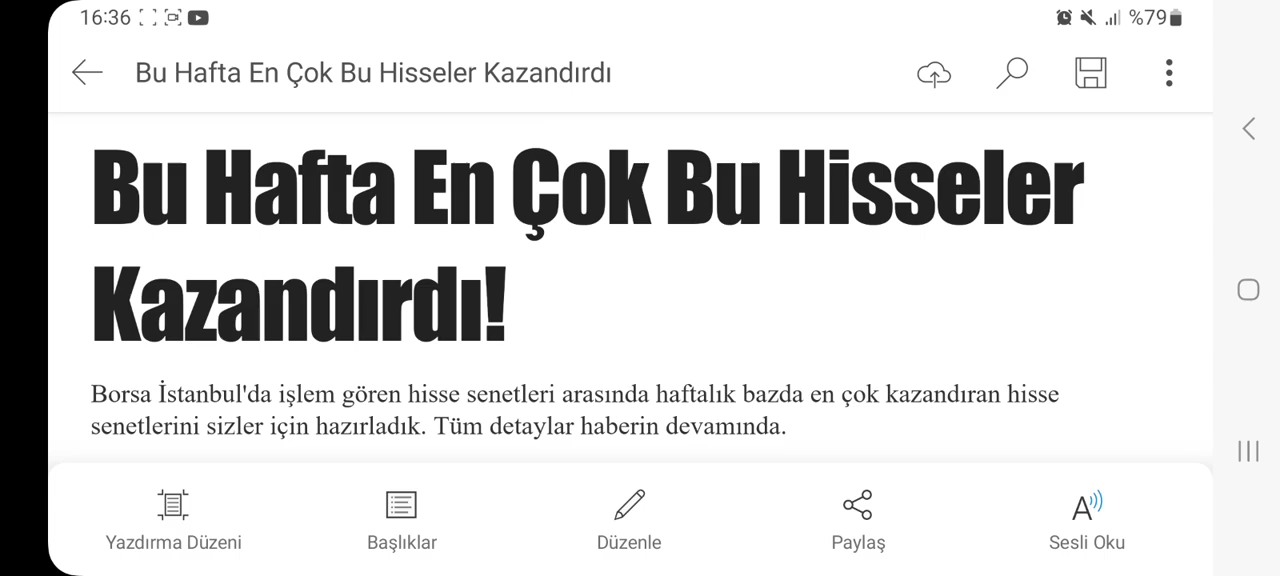 16:36 %79
Bu Hafta En Çok Bu Hisseler Kazandırdı
Bu Hafta En Çok Bu Hisseler
Kazandırdı!
Borsa İstanbul'da işlem gören hisse senetleri arasında haftalık bazda en çok kazandıran hisse
senetlerini sizler için hazırladık. Tüm detaylar haberin devamında.
Yazdırma Düzeni Başlıklar Düzenle Paylaş Sesli Oku